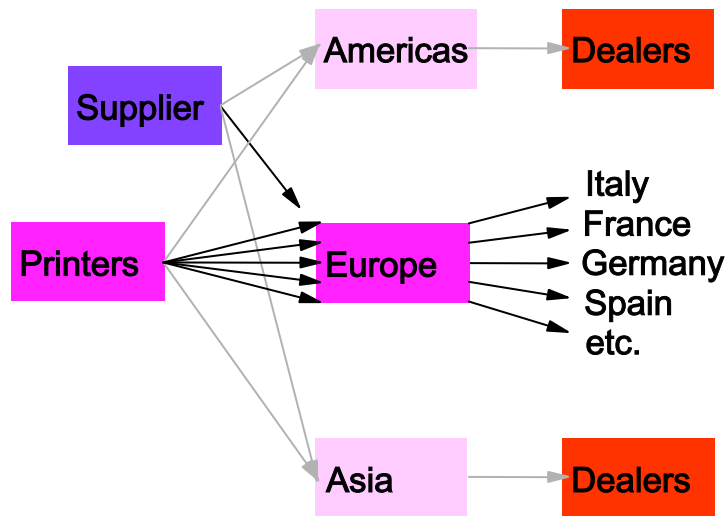 Americas
Dealers
Supplier
Italy
France
Printers
Europe
Germany
Spain
etc.
Asia
Dealers